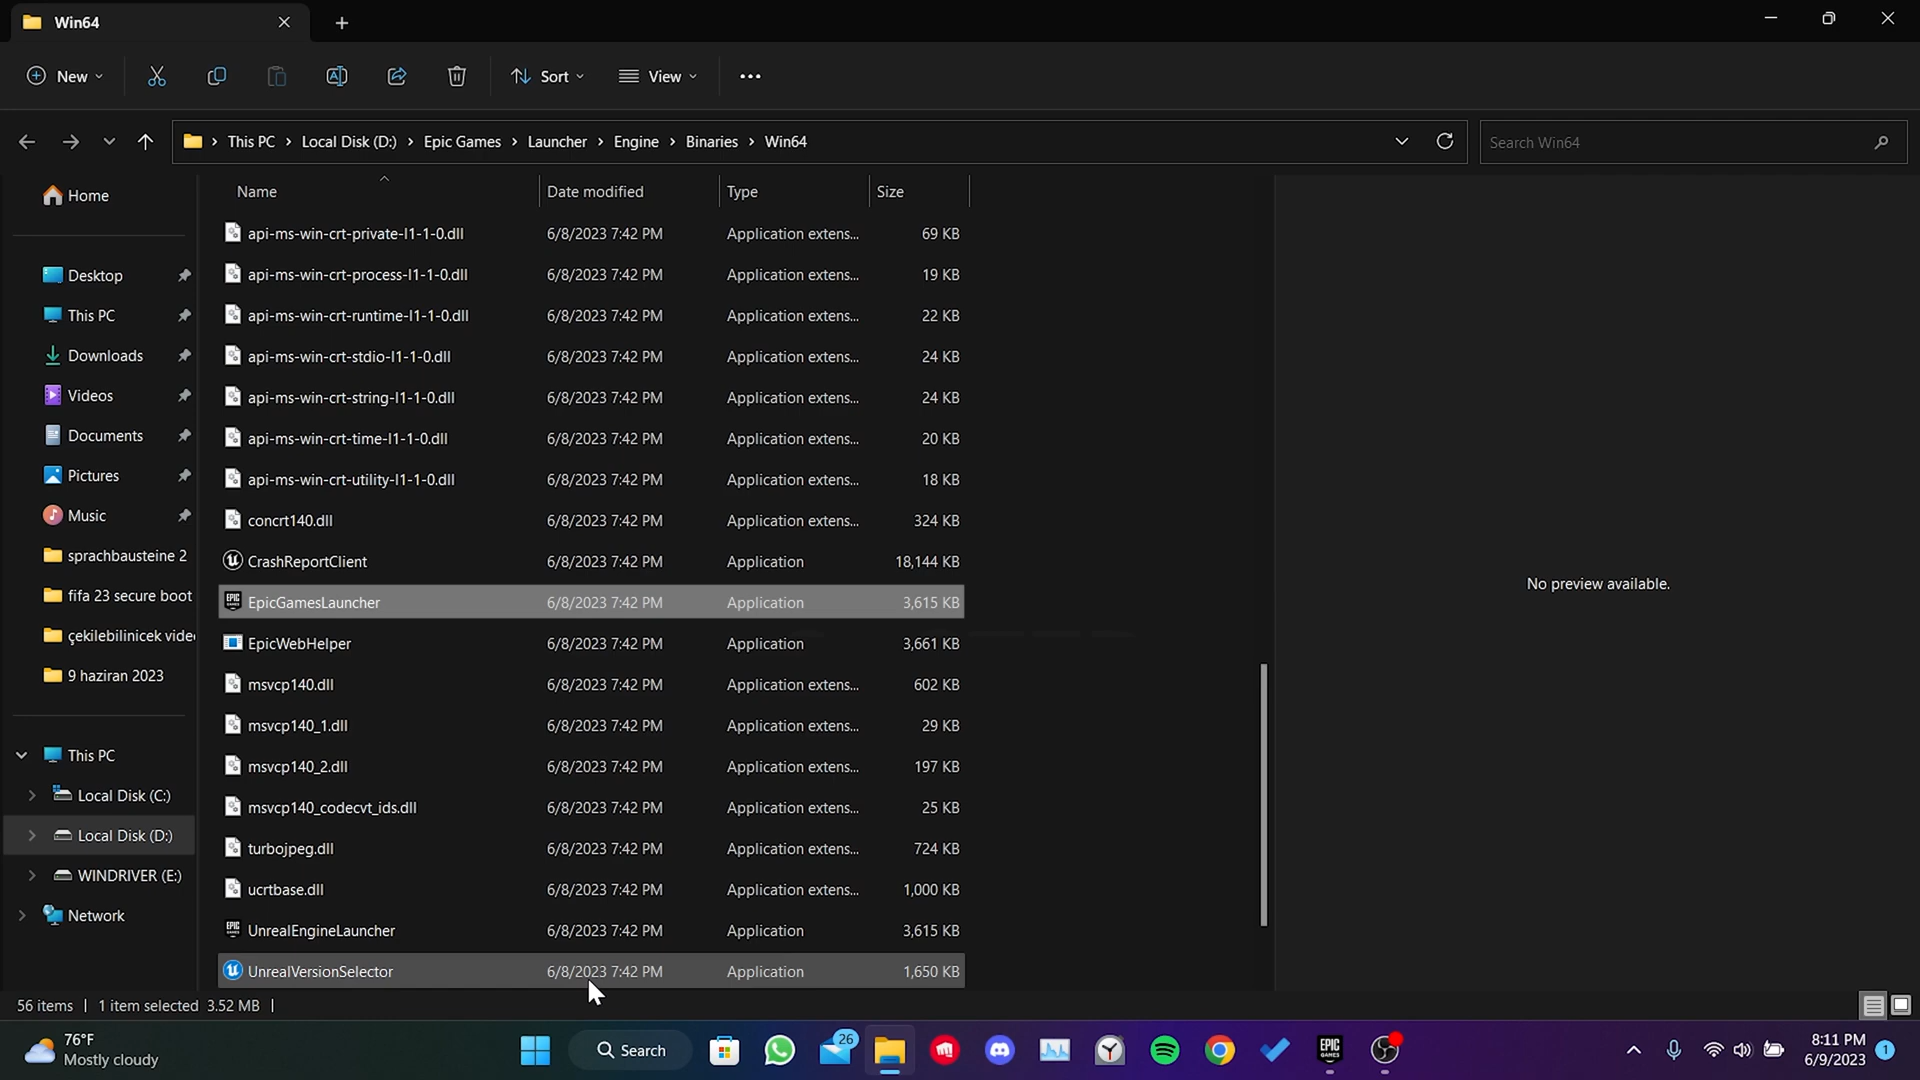 Win64
New
Sort
View
This PC > Local Disk (D:) > Epic Games > Launcher > Engine > Binaries > Win64
Search Win64
Name Date modified Type Size
api-ms-win-crt-private-l1-1-0.dll 6/8/2023 7:42 PM Application extens... 69 KB
api-ms-win-crt-process-l1-1-0.dll 6/8/2023 7:42 PM Application extens... 19 KB
api-ms-win-crt-runtime-l1-1-0.dll 6/8/2023 7:42 PM Application extens... 22 KB
api-ms-win-crt-stdio-l1-1-0.dll 6/8/2023 7:42 PM Application extens... 24 KB
api-ms-win-crt-string-l1-1-0.dll 6/8/2023 7:42 PM Application extens... 24 KB
api-ms-win-crt-time-l1-1-0.dll 6/8/2023 7:42 PM Application extens... 20 KB
api-ms-win-crt-utility-l1-1-0.dll 6/8/2023 7:42 PM Application extens... 18 KB
concrt140.dll 6/8/2023 7:42 PM Application extens... 324 KB
CrashReportClient 6/8/2023 7:42 PM Application 18,144 KB
EpicGamesLauncher 6/8/2023 7:42 PM Application 3,615 KB
EpicWebHelper 6/8/2023 7:42 PM Application 3,661 KB
msvcp140.dll 6/8/2023 7:42 PM Application extens... 602 KB
msvcp140_1.dll 6/8/2023 7:42 PM Application extens... 29 KB
msvcp140_2.dll 6/8/2023 7:42 PM Application extens... 197 KB
msvcp140_codecvt_ids.dll 6/8/2023 7:42 PM Application extens... 25 KB
turbojpeg.dll 6/8/2023 7:42 PM Application extens... 724 KB
ucrtbase.dll 6/8/2023 7:42 PM Application extens... 1,000 KB
UnrealEngineLauncher 6/8/2023 7:42 PM Application 3,615 KB
UnrealVersionSelector 6/8/2023 7:42 PM Application 1,650 KB
Home
Desktop
This PC
Downloads
Videos
Documents
Pictures
Music
sprachbausteine 2
fifa 23 secure boot
çekilebilinicek vide
9 haziran 2023
This PC
Local Disk (C:)
Local Disk (D:)
WINDRIVER (E:)
Network
No preview available.
56 items | 1 item selected 3.52 MB |
76°F
Mostly cloudy
Search
26
EPIC
GAMES
8:11 PM
6/9/2023
1